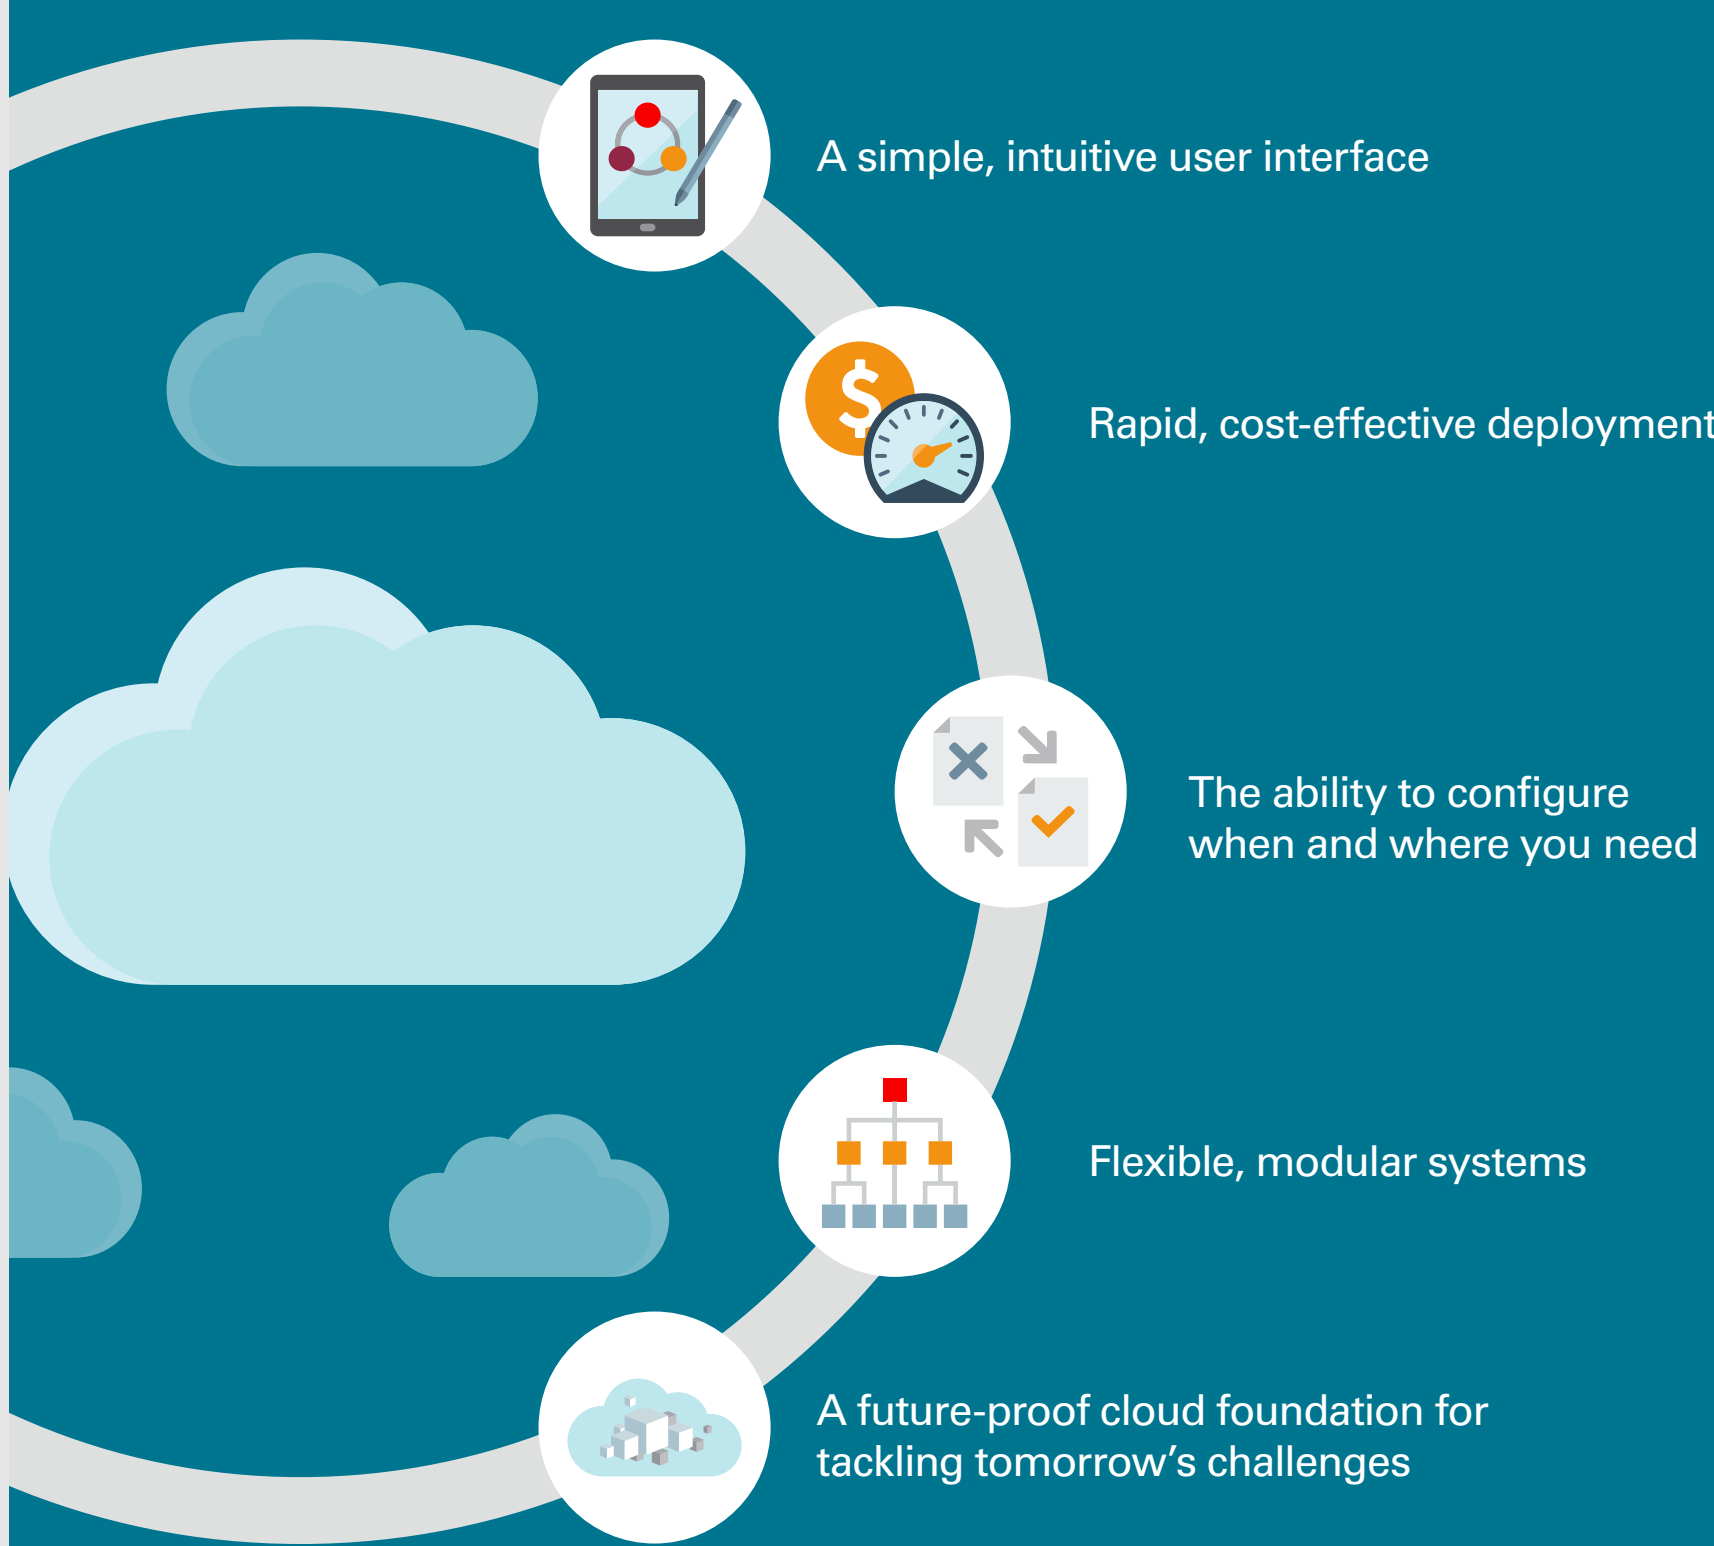 A simple, intuitive user interface
Rapid, cost-effective deployment
The ability to configure
when and where you need
Flexible, modular systems
A future-proof cloud foundation for
tackling tomorrow’s challenges